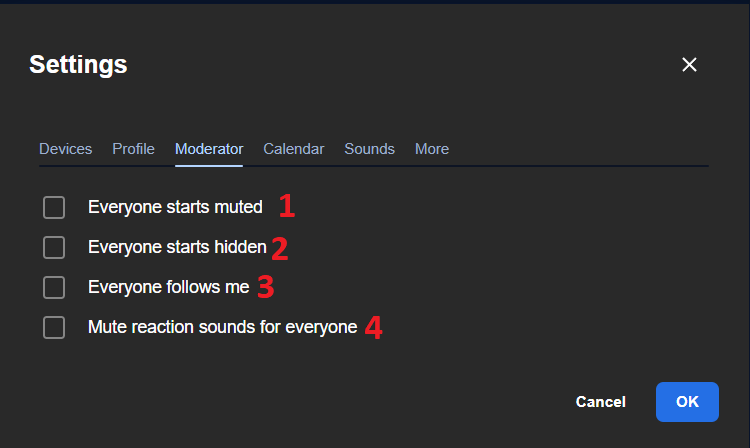 Settings
Devices Profile Moderator Calendar Sounds More
Everyone starts muted 1
Everyone starts hidden 2
Everyone follows me 3
Mute reaction sounds for everyone 4
Cancel OK